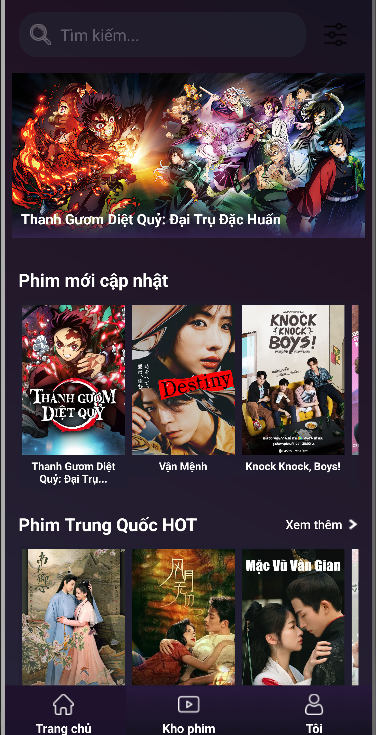 Tìm kiếm...
Thanh Gươm Diệt Quỷ: Đại Trụ Đặc Huấn
Phim mới cập nhật
THANH GƯƠM
DIỆT QUỶ
Destiny
KNOCK
KNOCK
BOYS!
Thanh Gươm Diệt
Quỷ: Đại Trụ...
Vận Mệnh
Knock Knock, Boys!
Phim Trung Quốc HOT
Xem thêm
Mặc Vũ Vân Gian
Trang chủ
Kho phim
Tôi